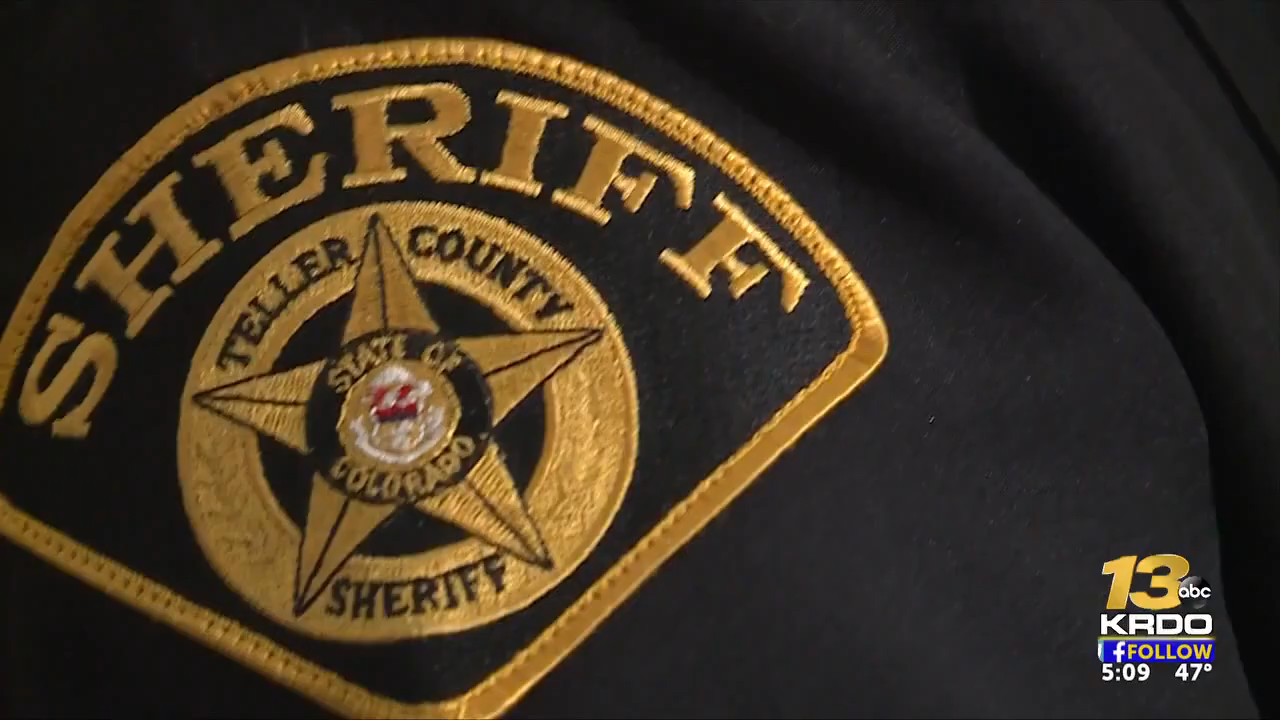 SHERIFF
TELLER COUNTY
STATE OF
COLORADO
SHERIFF
13 abc
KRDO
f FOLLOW
5:09 47°